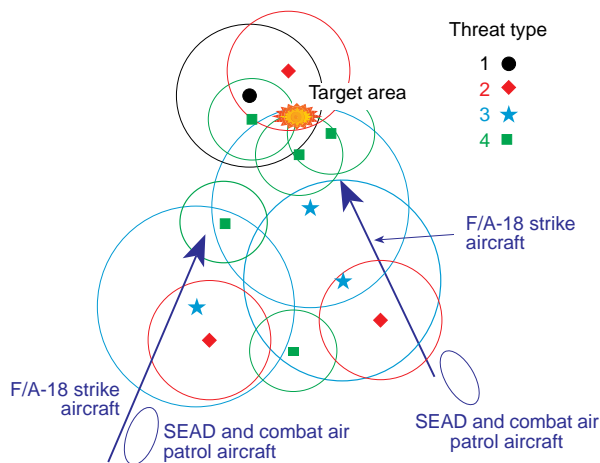 Threat type
1
2
3
4
Target area
F/A-18 strike
aircraft
F/A-18 strike
aircraft
SEAD and combat air
patrol aircraft
SEAD and combat air
patrol aircraft